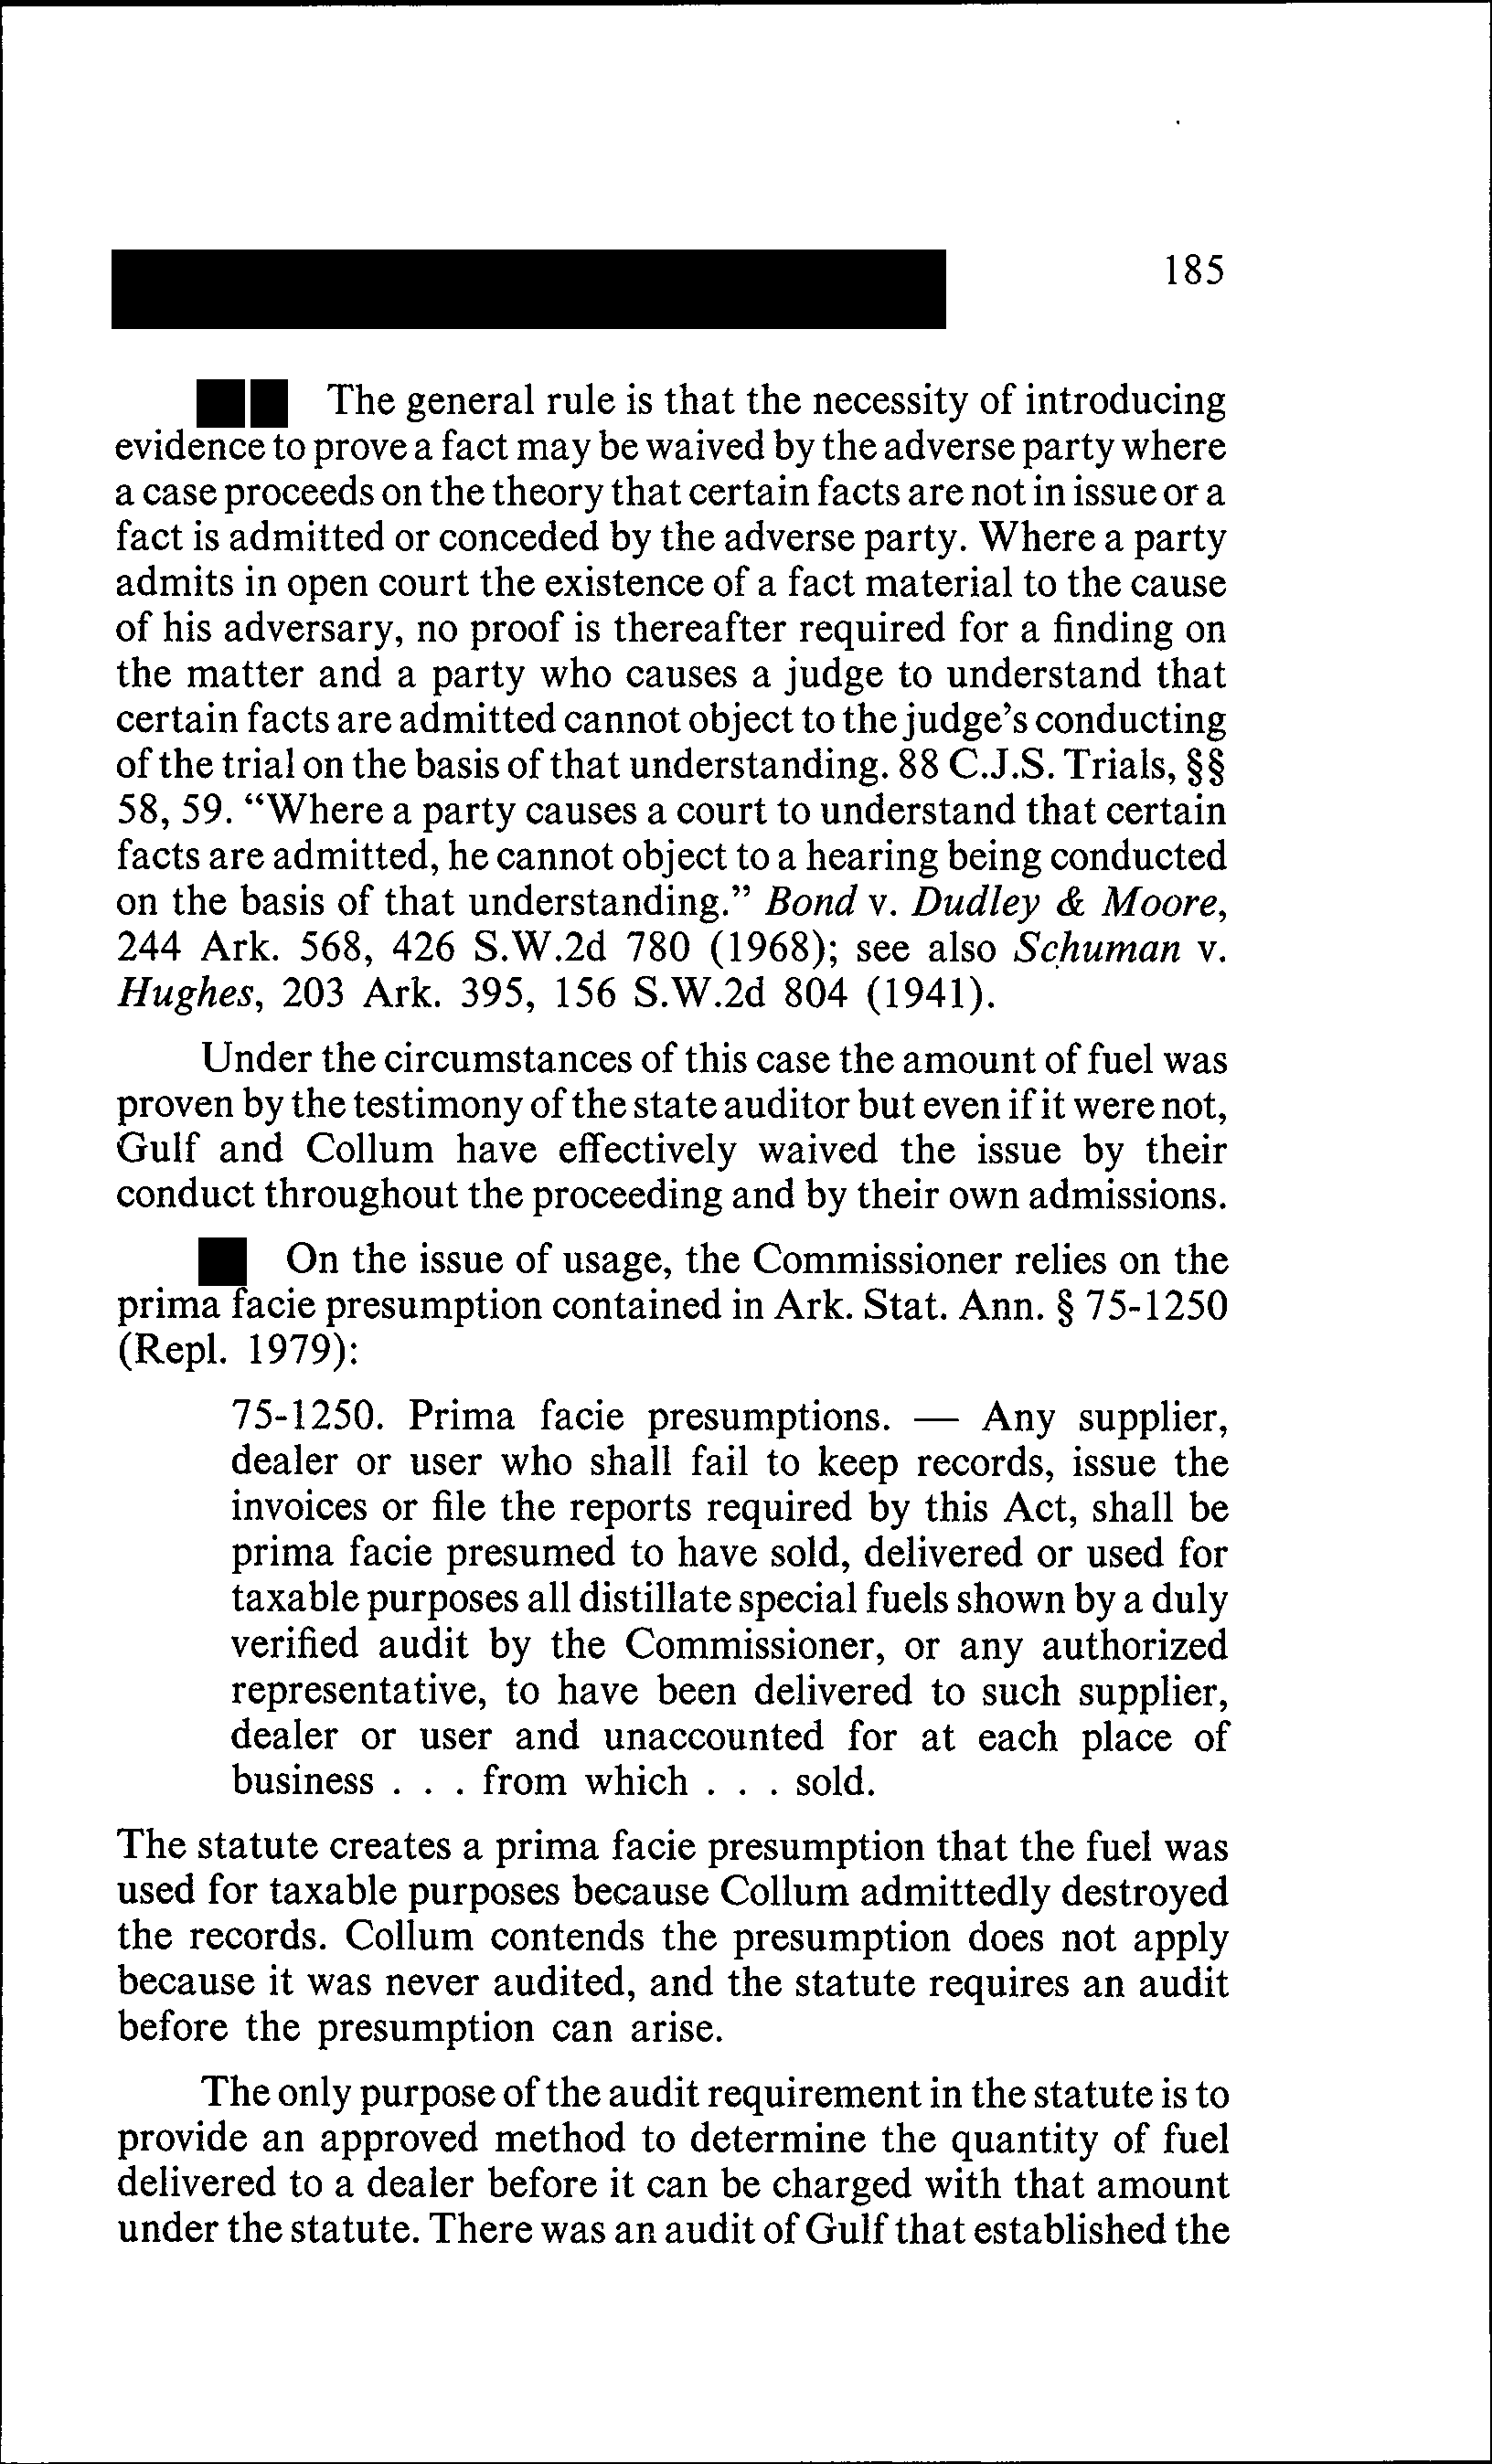 185
The general rule is that the necessity of introducing
evidence to prove a fact may be waived by the adverse party where
a case proceeds on the theory that certain facts are not in issue or a
fact is admitted or conceded by the adverse party. Where a party
admits in open court the existence of a fact material to the cause
of his adversary, no proof is thereafter required for a finding on
the matter and a party who causes a judge to understand that
certain facts are admitted cannot object to the judge's conducting
of the trial on the basis of that understanding. 88 C.J.S. Trials, §§
58, 59. "Where a party causes a court to understand that certain
facts are admitted, he cannot object to a hearing being conducted
on the basis of that understanding." Bond v. Dudley & Moore,
244 Ark. 568, 426 S.W.2d 780 (1968); see also Schuman v.
Hughes, 203 Ark. 395, 156 S.W.2d 804 (1941).
Under the circumstances of this case the amount of fuel was
proven by the testimony of the state auditor but even if it were not,
Gulf and Collum have effectively waived the issue by their
conduct throughout the proceeding and by their own admissions.
On the issue of usage, the Commissioner relies on the
prima facie presumption contained in Ark. Stat. Ann. § 75-1250
(Repl. 1979):
75-1250. Prima facie presumptions. — Any supplier,
dealer or user who shall fail to keep records, issue the
invoices or file the reports required by this Act, shall be
prima facie presumed to have sold, delivered or used for
taxable purposes all distillate special fuels shown by a duly
verified audit by the Commissioner, or any authorized
representative, to have been delivered to such supplier,
dealer or user and unaccounted for at each place of
business . . . from which . . . sold.
The statute creates a prima facie presumption that the fuel was
used for taxable purposes because Collum admittedly destroyed
the records. Collum contends the presumption does not apply
because it was never audited, and the statute requires an audit
before the presumption can arise.
The only purpose of the audit requirement in the statute is to
provide an approved method to determine the quantity of fuel
delivered to a dealer before it can be charged with that amount
under the statute. There was an audit of Gulf that established the